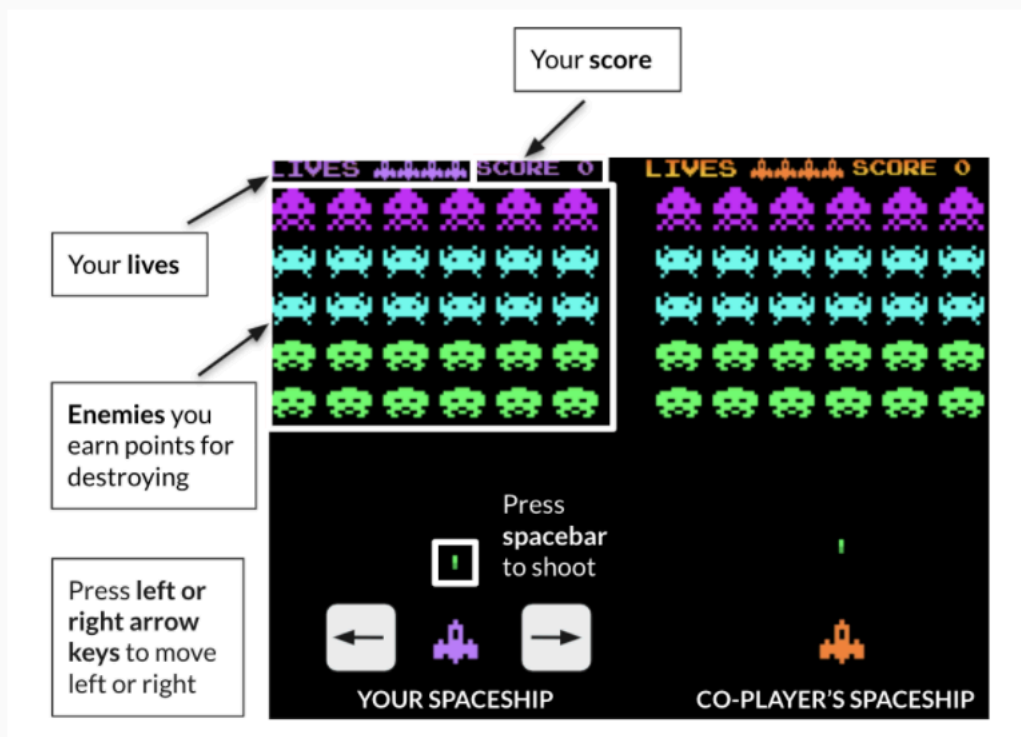 Your score
LIVES SCORE 0
LIVES SCORE 0
Your lives
Enemies you
earn points for
destroying
Press
spacebar
to shoot
Press left or
right arrow
keys to move
left or right
YOUR SPACESHIP
CO-PLAYER'S SPACESHIP